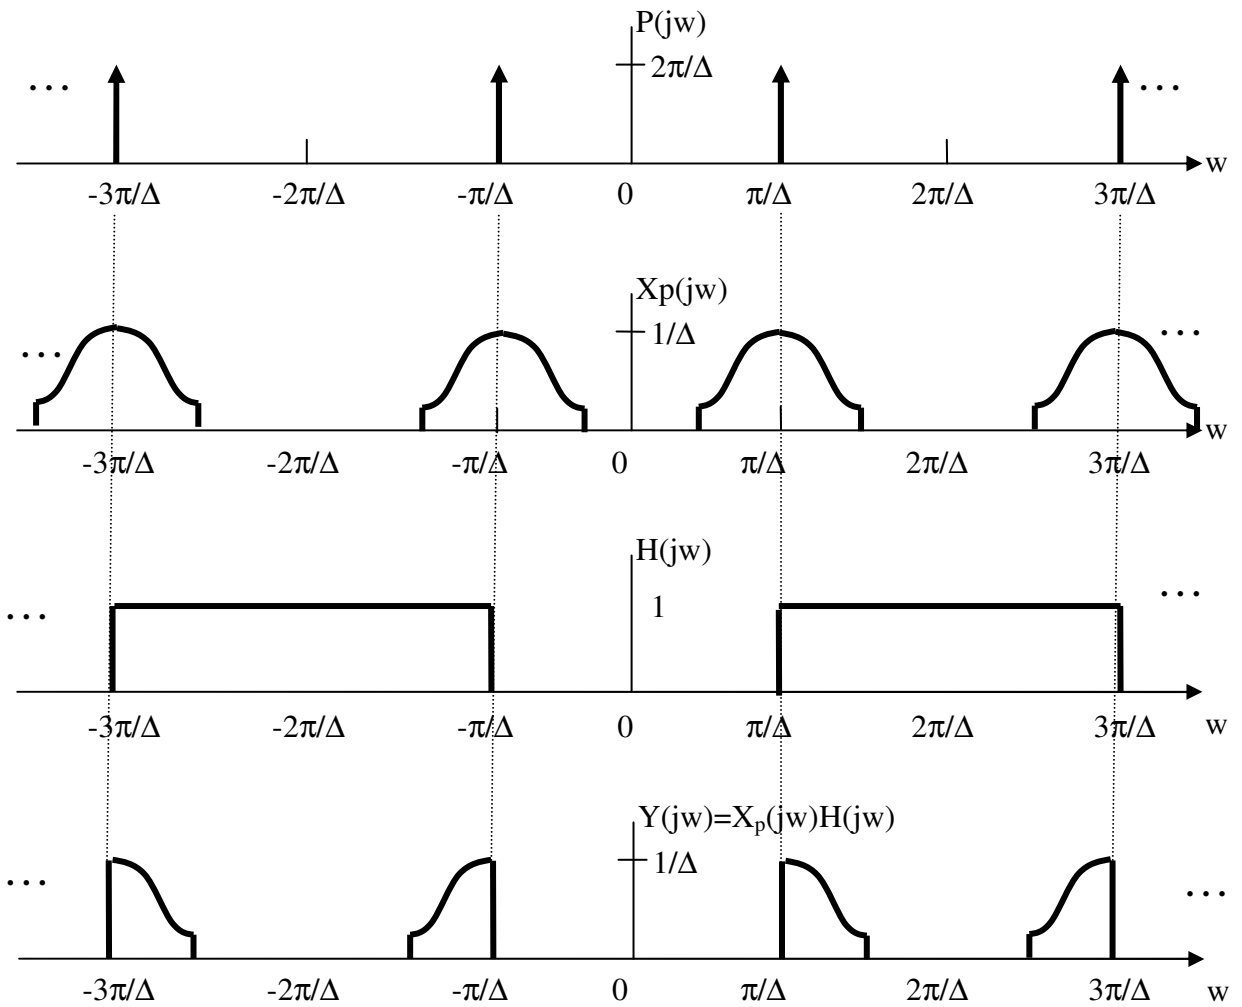 P(jw)
2π/Δ
... ...
w
-3π/Δ -2π/Δ -π/Δ 0 π/Δ 2π/Δ 3π/Δ
Xp(jw)
1/Δ
... ...
w
-3π/Δ -2π/Δ -π/Δ 0 π/Δ 2π/Δ 3π/Δ
H(jw)
1
... ...
-3π/Δ -2π/Δ -π/Δ 0 π/Δ 2π/Δ 3π/Δ w
Y(jw)=Xₚ(jw)H(jw)
1/Δ
... ...
-3π/Δ -2π/Δ -π/Δ 0 π/Δ 2π/Δ 3π/Δ w